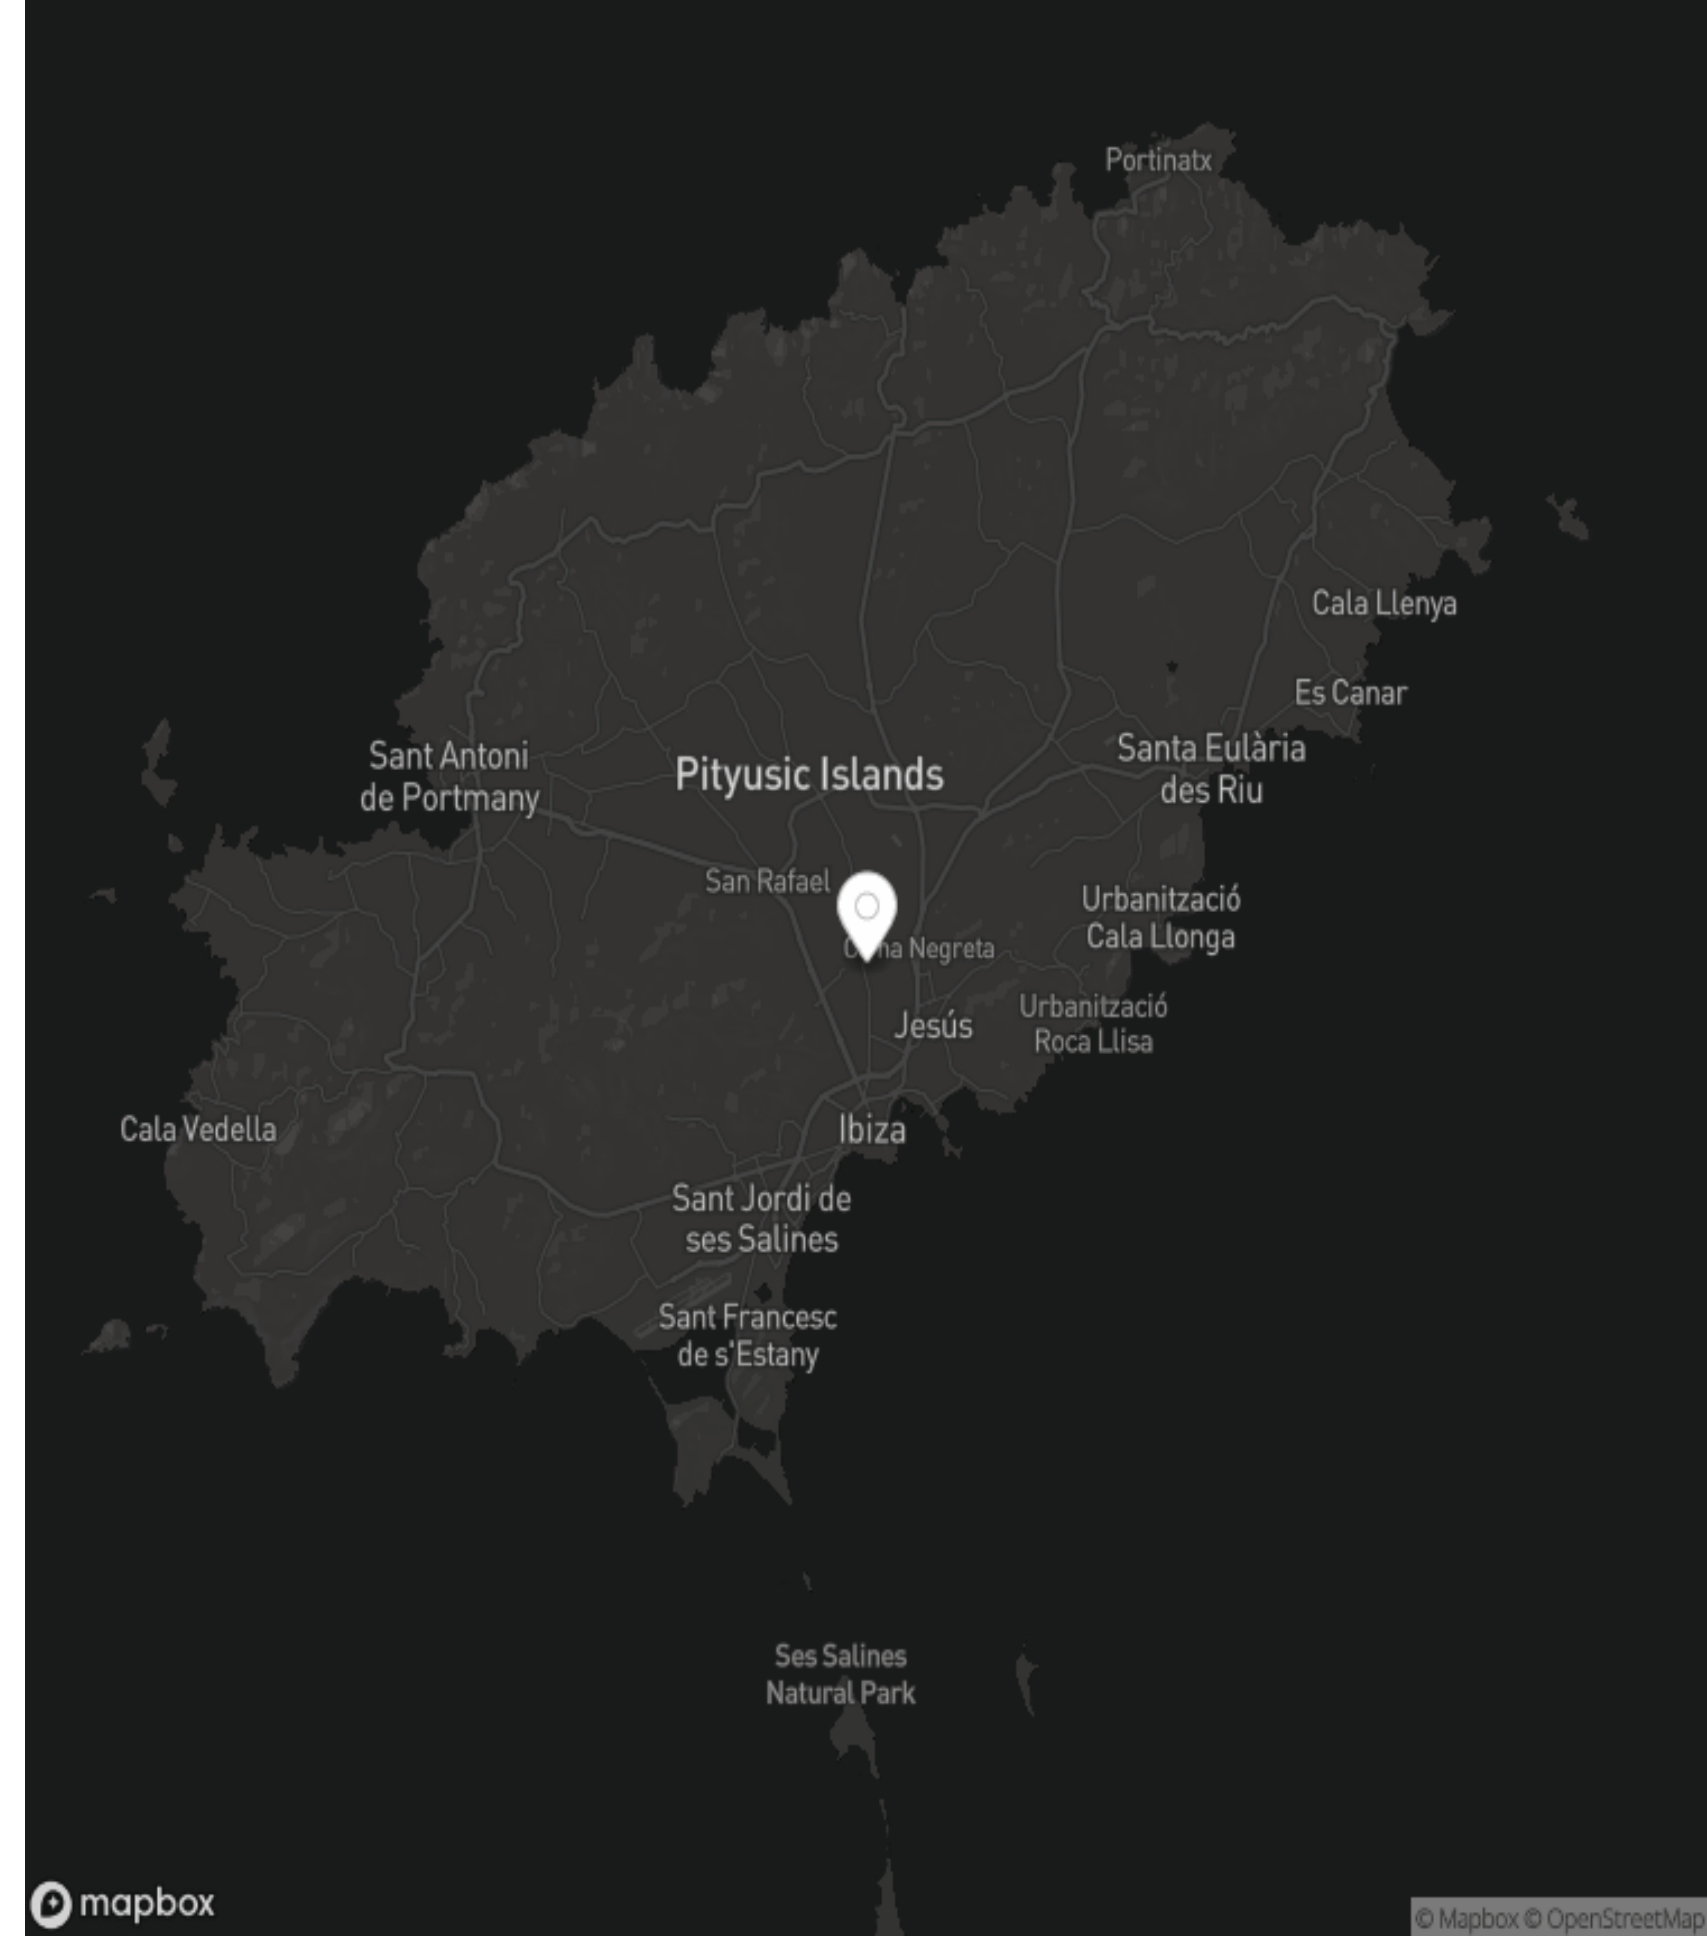 Portinatx
Cala Llenya
Es Canar
Sant Antoni
de Portmany
Pityusic Islands
Santa Eulària
des Riu
San Rafael
Urbanització
Cala Llonga
Negreta
Urbanització
Roca Llisa
Jesús
Cala Vedella
Ibiza
Sant Jordi de
ses Salines
Sant Francesc
de s'Estany
Ses Salines
Natural Park
mapbox
© Mapbox © OpenStreetMap